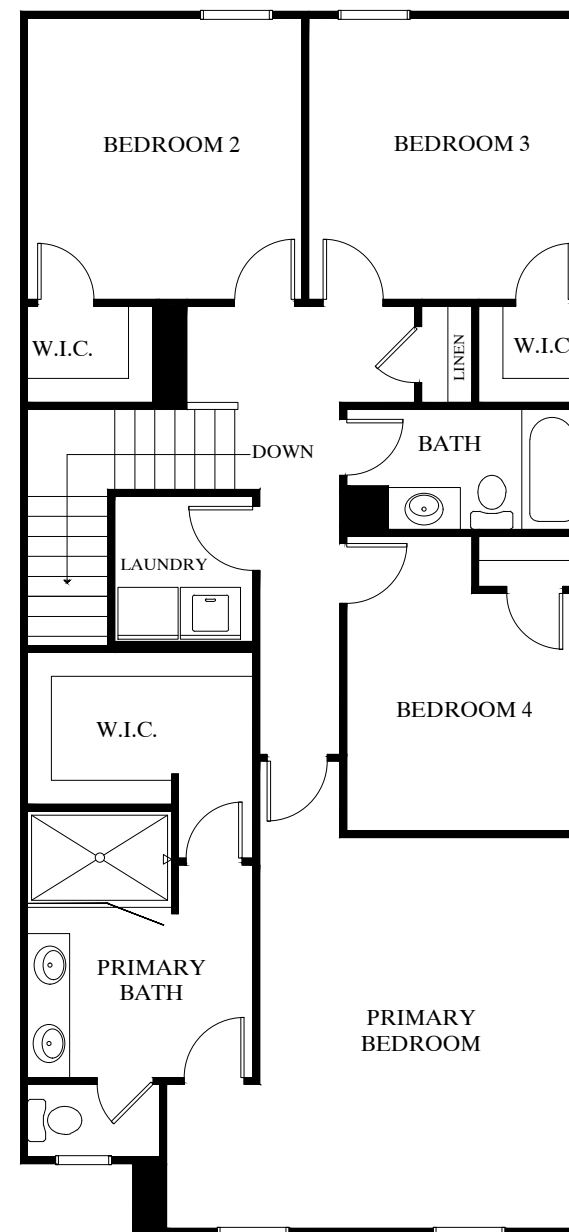 BEDROOM 2
BEDROOM 3
W.I.C.
LINEN
W.I.C
DOWN
BATH
LAUNDRY
W.I.C.
BEDROOM 4
PRIMARY
BATH
PRIMARY
BEDROOM